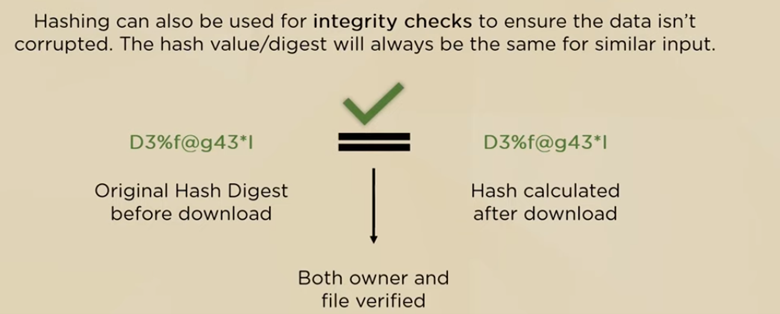 Hashing can also be used for integrity checks to ensure the data isn't
corrupted. The hash value/digest will always be the same for similar input.
D3%f@g43*I
D3%f@g43*I
Original Hash Digest
before download
Hash calculated
after download
Both owner and
file verified